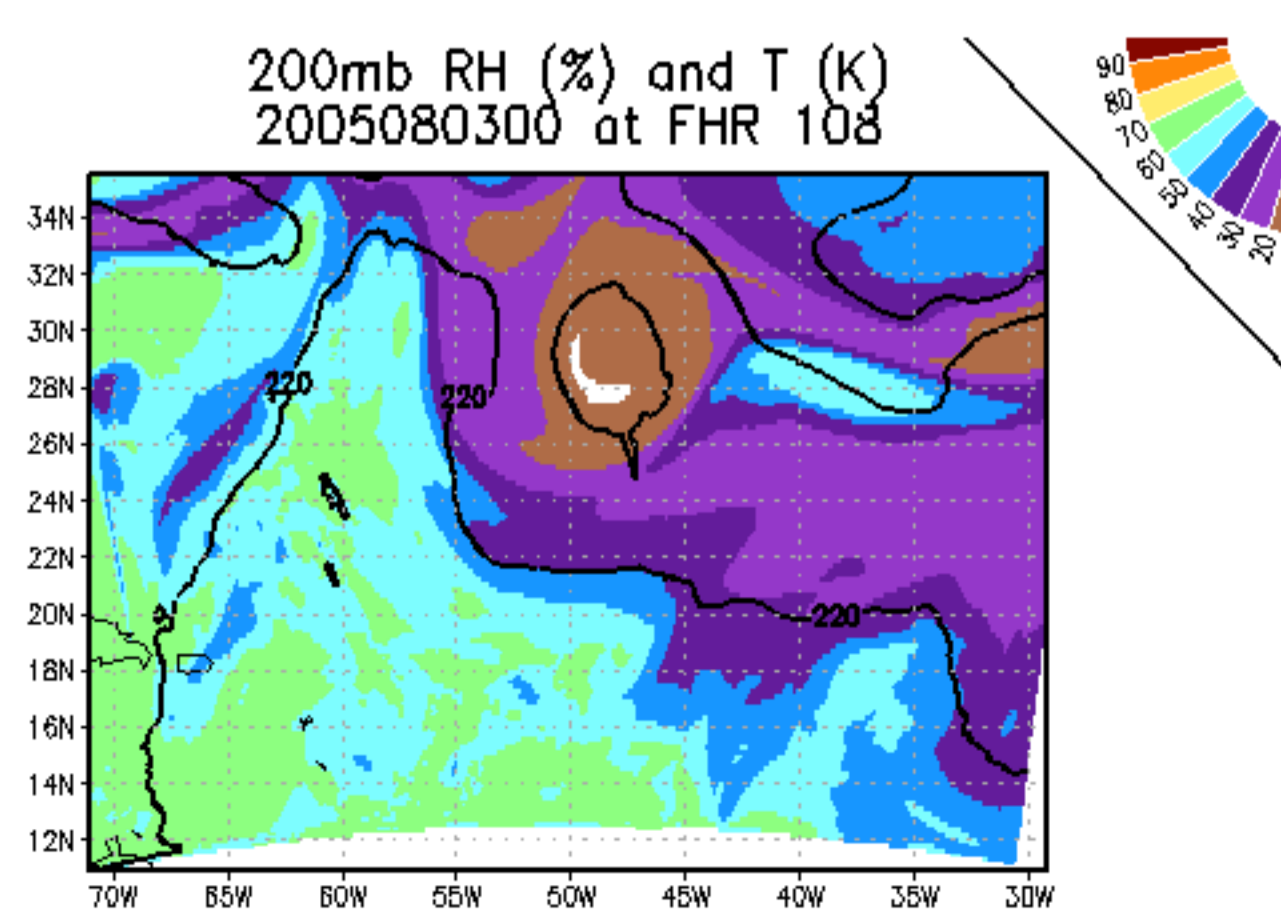 200mb RH (%) and T (K)
2005080300 at FHR 108
90
80
70
60
50
40
30
20
34N
32N
30N
28N
26N
24N
22N
20N
18N
16N
14N
12N
220
220
220
70W
65W
60W
55W
50W
45W
40W
35W
30W